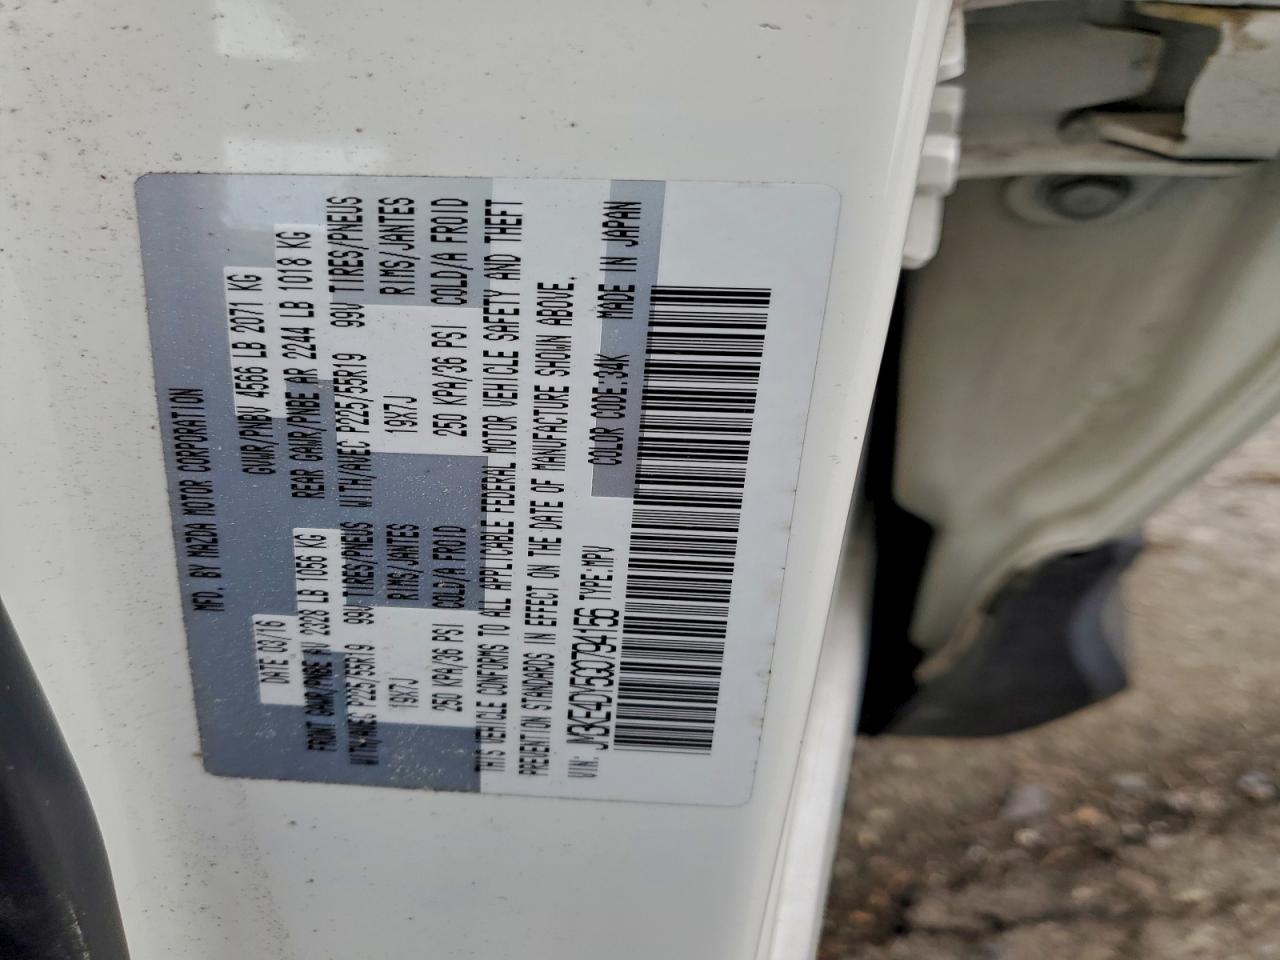 MFD. BY MAZDA MOTOR CORPORATION
DATE 03/16 GVWR/PNBV 4566 LB 2071 KG
FRONT GAWR/PNBE AV 2328 LB 1056 KG REAR GAWR/PNBE AR 2244 LB 1018 KG
WITH/AVEC P225/55R19 99V TIRES/PNEUS WITH/AVEC P225/55R19 99V TIRES/PNEUS
19X7J RIMS/JANTES 19X7J RIMS/JANTES
250 KPA/36 PSI COLD/A FROID 250 KPA/36 PSI COLD/A FROID
THIS VEHICLE CONFORMS TO ALL APPLICABLE FEDERAL MOTOR VEHICLE SAFETY AND THEFT
PREVENTION STANDARDS IN EFFECT ON THE DATE OF MANUFACTURE SHOWN ABOVE.
VIN: JM3KE4DY5G0794156 TYPE:MPV COLOR CODE:34K MADE IN JAPAN